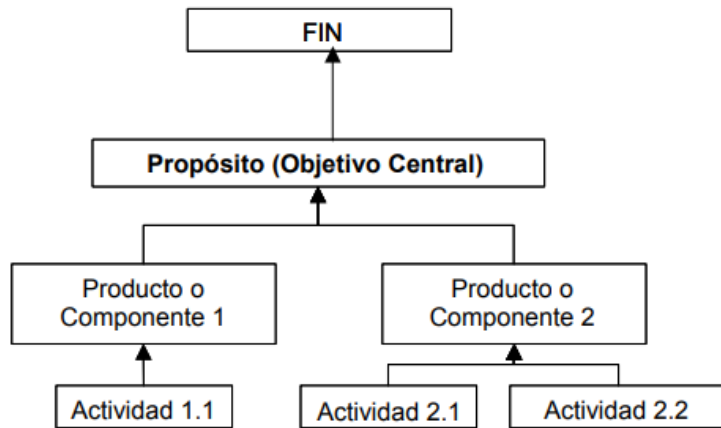 FIN
Propósito (Objetivo Central)
Producto o
Componente 1
Producto o
Componente 2
Actividad 1.1
Actividad 2.1
Actividad 2.2